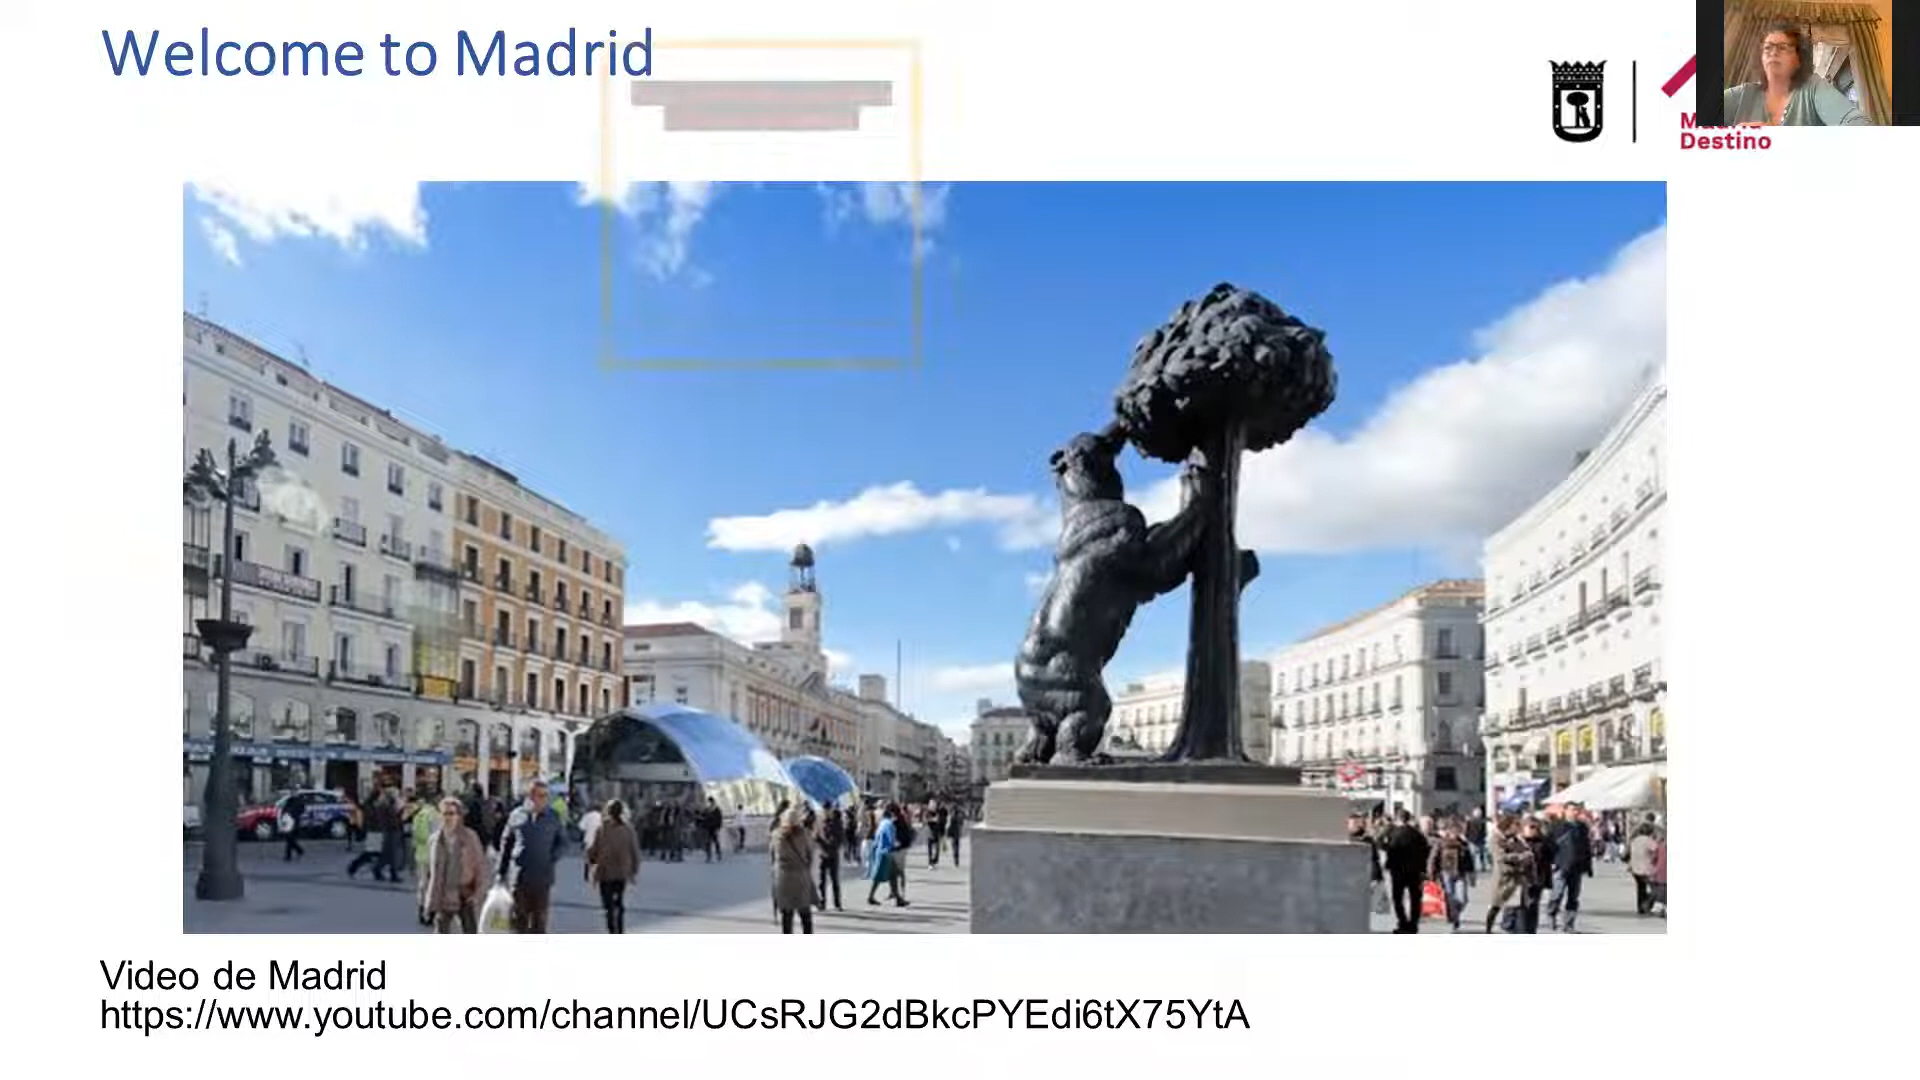 Welcome to Madrid
Destino
Video de Madrid
https://www.youtube.com/channel/UCsRJG2dBkcPYEdi6tX75YtA